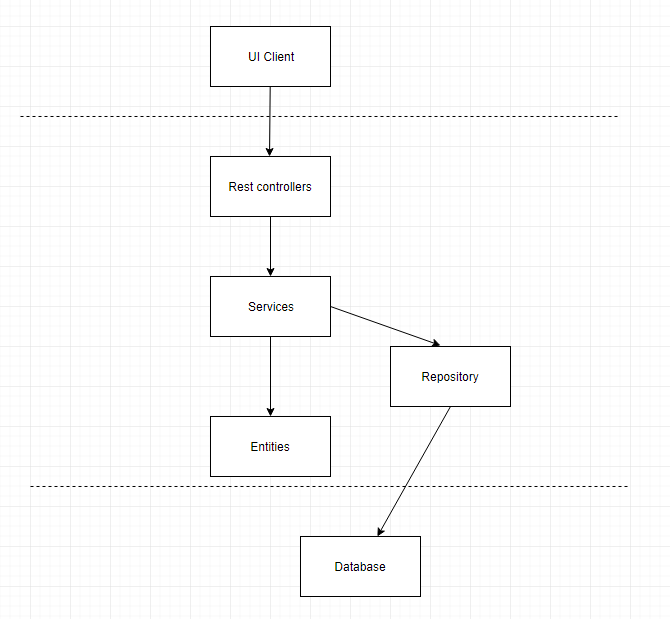 UI Client
Rest controllers
Services
Repository
Entities
Database